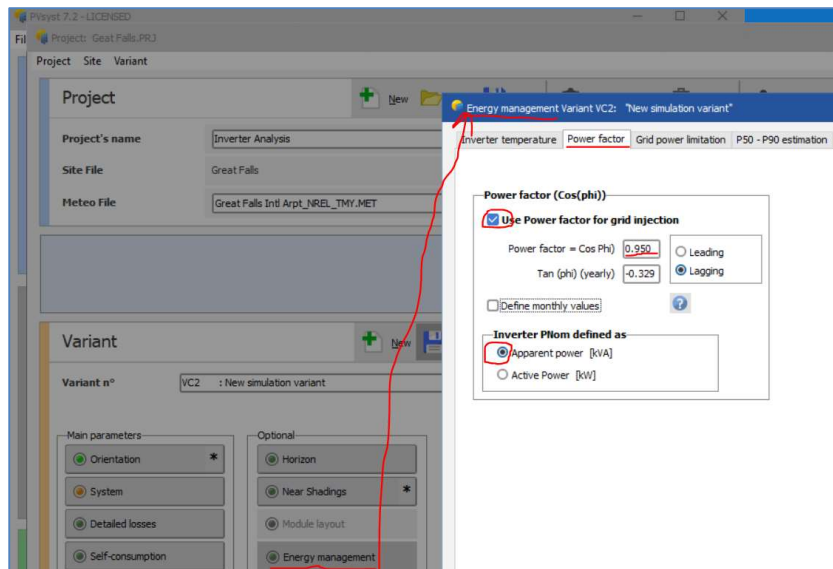 PVsyst 7.2 - LICENSED
Fil
Project: Geat Falls.PRJ
Project Site Variant
Project
New
Project's name
Inverter Analysis
Site File
Great Falls
Meteo File
Great Falls Intl Arpt_NREL_TMY.MET
Variant
New
Variant n°
VC2 : New simulation variant
Main parameters
Optional
Orientation *
Horizon
System
Near Shadings *
Detailed losses
Module layout
Self-consumption
Energy management
Energy management Variant VC2: "New simulation variant"
Inverter temperature Power factor Grid power limitation P50 - P90 estimation
Power factor (Cos(phi))
Use Power factor for grid injection
Power factor = Cos Phi) 0.950
Leading
Tan (phi) (yearly) -0.329
Lagging
Define monthly values ?
Inverter PNom defined as
Apparent power [kVA]
Active Power [kW]